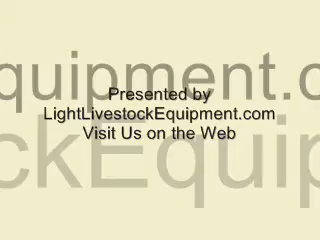 quipment.c
Presented by
LightLivestockEquipment.com
Visit Us on the Web
ckEquip